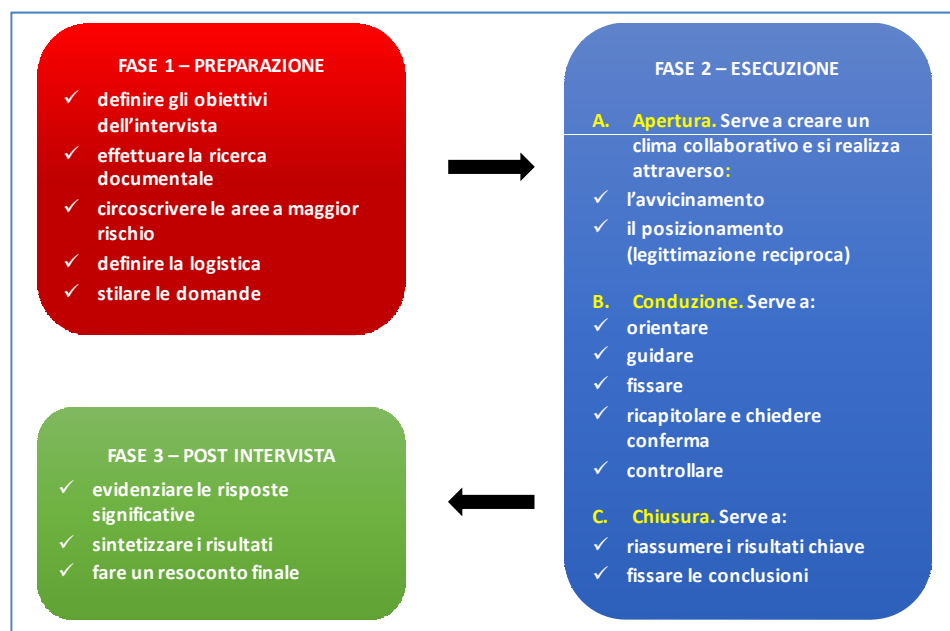 FASE 1 – PREPARAZIONE
✓ definire gli obiettivi
dell'intervista
✓ effettuare la ricerca
documentale
✓ circoscrivere le aree a maggior
rischio
✓ definire la logistica
✓ stilare le domande
FASE 2 – ESECUZIONE
A. Apertura. Serve a creare un
clima collaborativo e si realizza
attraverso:
✓ l'avvicinamento
✓ il posizionamento
(legittimazione reciproca)
B. Conduzione. Serve a:
✓ orientare
✓ guidare
✓ fissare
✓ ricapitolare e chiedere
conferma
✓ controllare
C. Chiusura. Serve a:
✓ riassumere i risultati chiave
✓ fissare le conclusioni
FASE 3 – POST INTERVISTA
✓ evidenziare le risposte
significative
✓ sintetizzare i risultati
✓ fare un resoconto finale